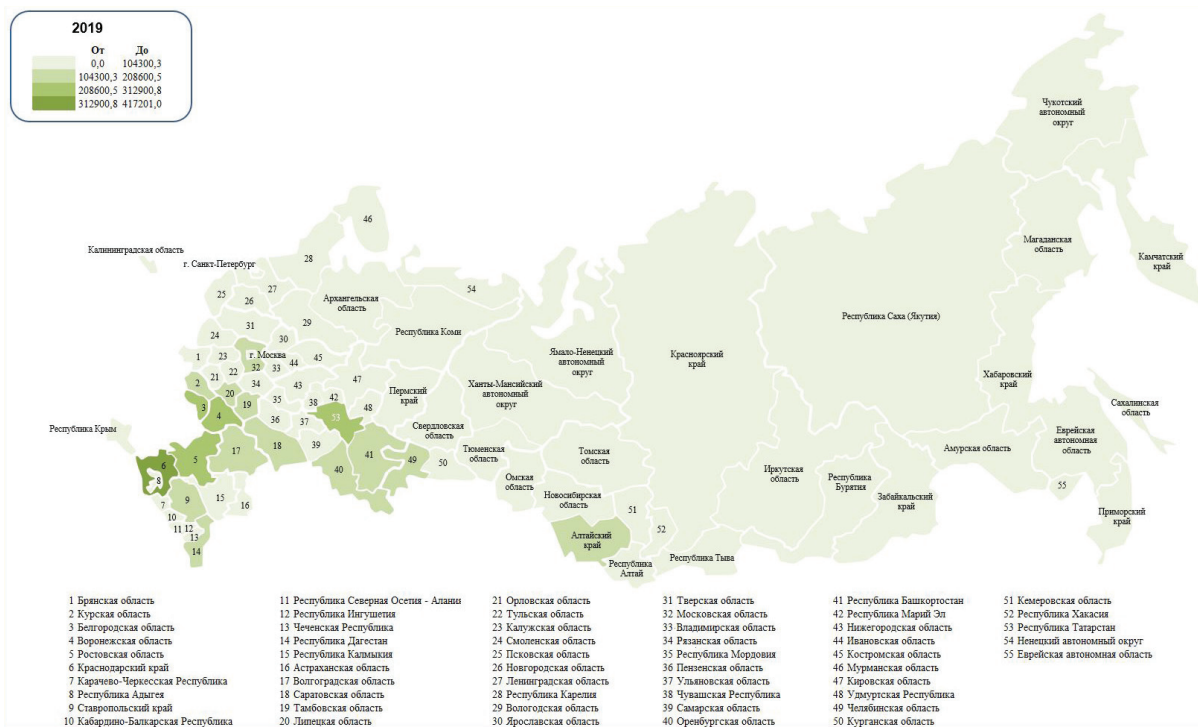 2019
От До
0,0 104300,3
104300,3 208600,5
208600,5 312900,8
312900,8 417201,0
Чукотский
автономный
округ
46
Калининградская область
г. Санкт-Петербург
28
Магаданская
область
Камчатский
край
54
27
25
26
Архангельская
область
31
29
Республика Саха (Якутия)
24
30
Республика Коми
Ямало-Ненецкий
автономный
округ
Красноярский
край
1
23
г. Москва
44
45
32
33
22
21
2
34
43
47
Хабаровский
край
Ханты-Мансийский
автономный
округ
Пермский
край
20
35
38
42
3
19
48
Сахалинская
область
4
36
37
53
Республика Крым
Свердловская
область
Еврейская
автономная
область
17
18
39
Тюменская
область
Томская
область
Амурская область
5
41
49
50
6
40
Иркутская
область
Республика
Бурятия
Омская
область
8
Новосибирская
область
Забайкальский
край
55
9
15
16
7
51
Приморский
край
10
52
11
12
Алтайский
край
13
14
Республика Тыва
Республика
Алтай
1 Брянская область
2 Курская область
3 Белгородская область
4 Воронежская область
5 Ростовская область
6 Краснодарский край
7 Карачево-Черкесская Республика
8 Республика Адыгея
9 Ставропольский край
10 Кабардино-Балкарская Республика
11 Республика Северная Осетия - Алания
12 Республика Ингушетия
13 Чеченская Республика
14 Республика Дагестан
15 Республика Калмыкия
16 Астраханская область
17 Волгоградская область
18 Саратовская область
19 Тамбовская область
20 Липецкая область
21 Орловская область
22 Тульская область
23 Калужская область
24 Смоленская область
25 Псковская область
26 Новгородская область
27 Ленинградская область
28 Республика Карелия
29 Вологодская область
30 Ярославская область
31 Тверская область
32 Московская область
33 Владимирская область
34 Рязанская область
35 Республика Мордовия
36 Пензенская область
37 Ульяновская область
38 Чувашская Республика
39 Самарская область
40 Оренбургская область
41 Республика Башкортостан
42 Республика Марий Эл
43 Нижегородская область
44 Ивановская область
45 Костромская область
46 Мурманская область
47 Кировская область
48 Удмуртская Республика
49 Челябинская область
50 Курганская область
51 Кемеровская область
52 Республика Хакасия
53 Республика Татарстан
54 Ненецкий автономный округ
55 Еврейская автономная область